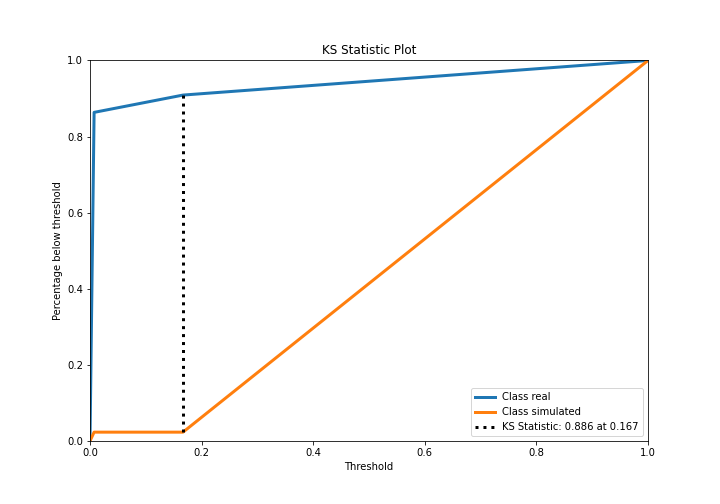 KS Statistic Plot
1.0
0.8
0.6
0.4
0.2
0.0
Percentage below threshold
0.0 0.2 0.4 0.6 0.8 1.0
Threshold
Class real
Class simulated
KS Statistic: 0.886 at 0.167